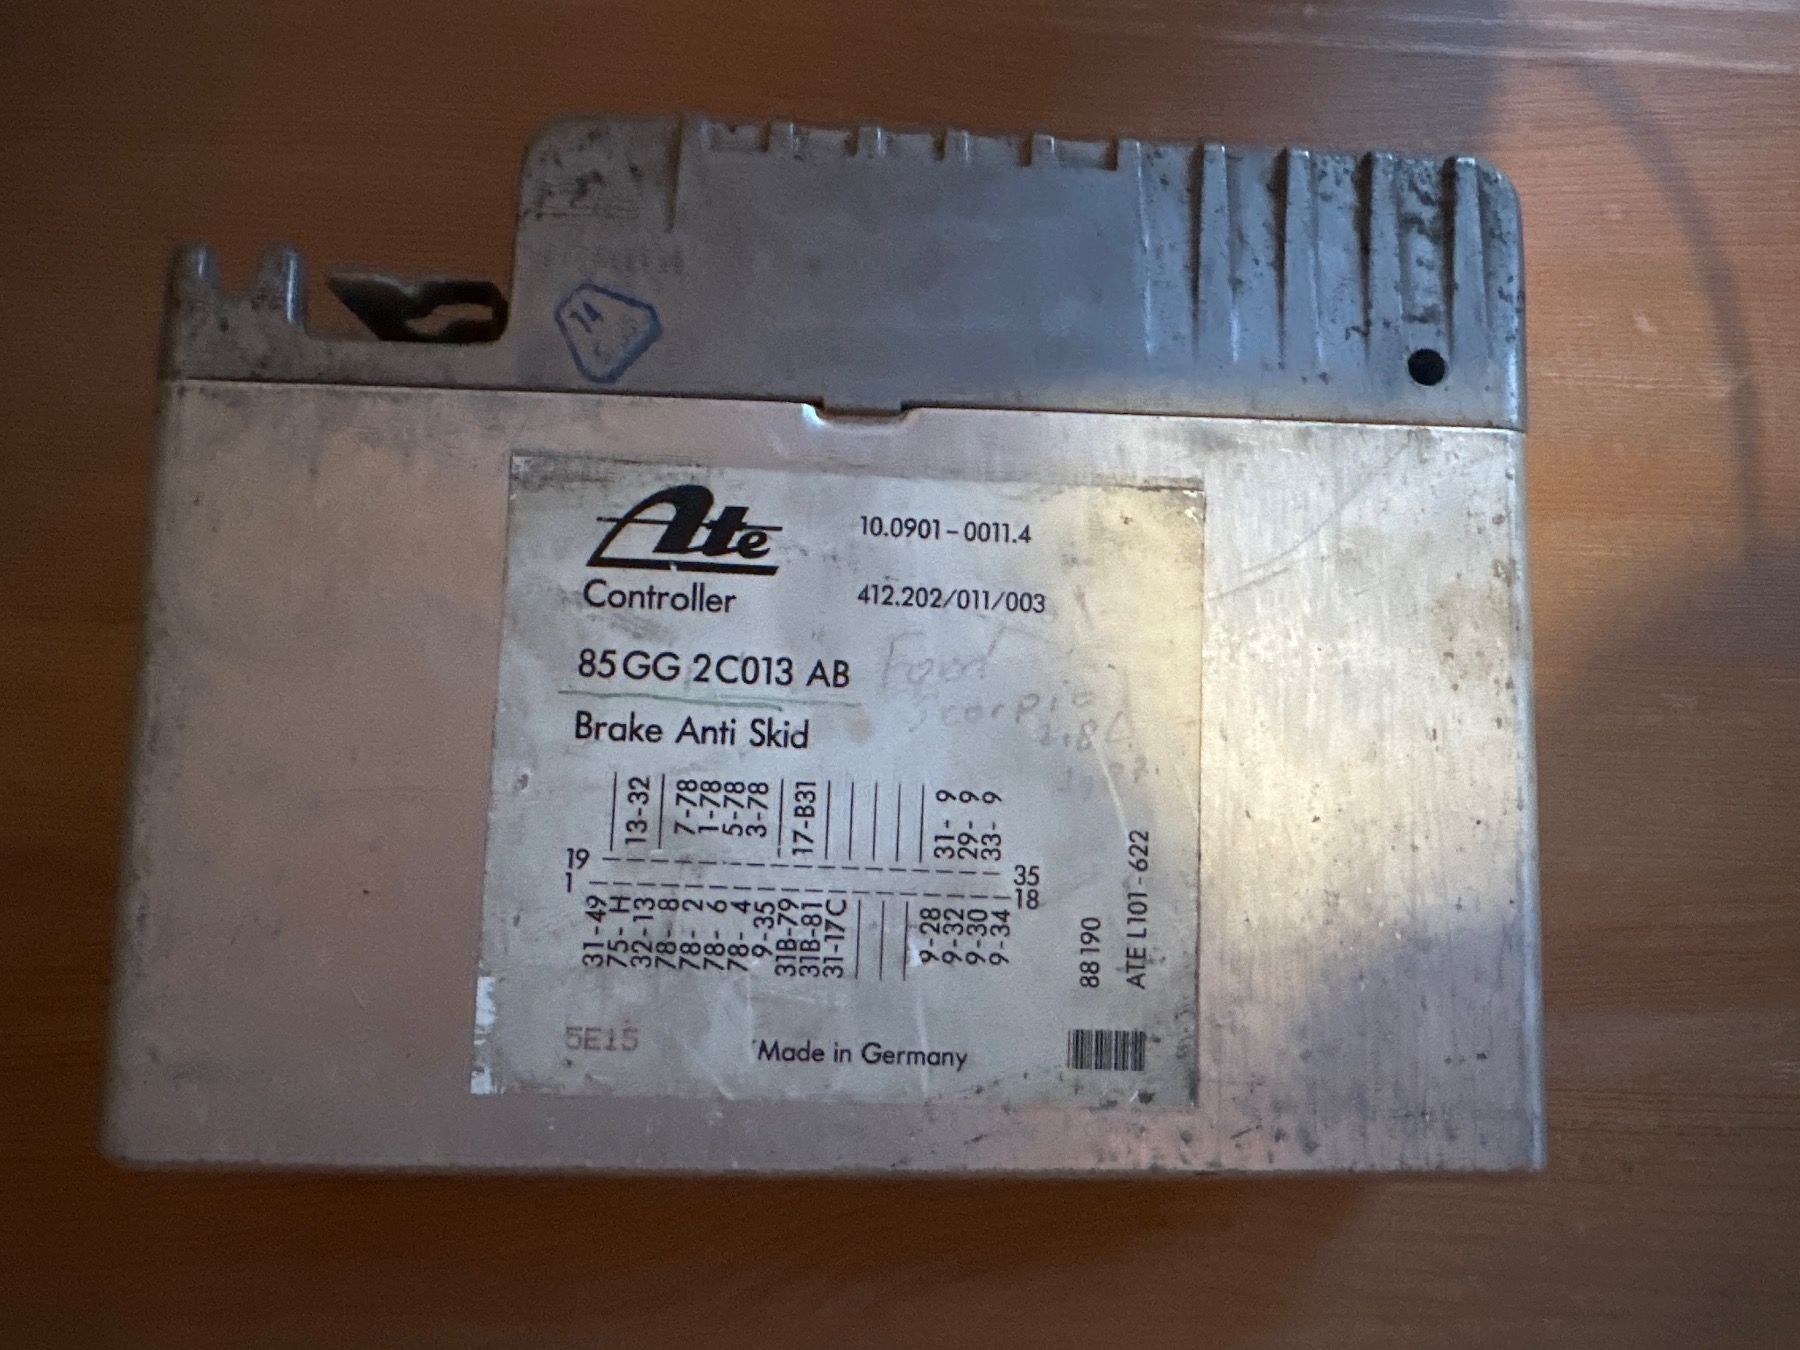 Ate
10.0901-0011.4
Controller
412.202/011/003
85GG 2C013 AB
Ford
Scorpio
2.8L
Brake Anti Skid
13-32
7-78
1-78
5-78
3-78
17-B31
31- 9
29- 9
33- 9
19
35
1
18
31-49
75- H
32-13
78- 8
78- 2
78- 6
78- 4
9-35
31B-79
31B-81
31-17C
9-28
9-32
9-30
9-34
88190
ATE L101-622
5E15
Made in Germany
14